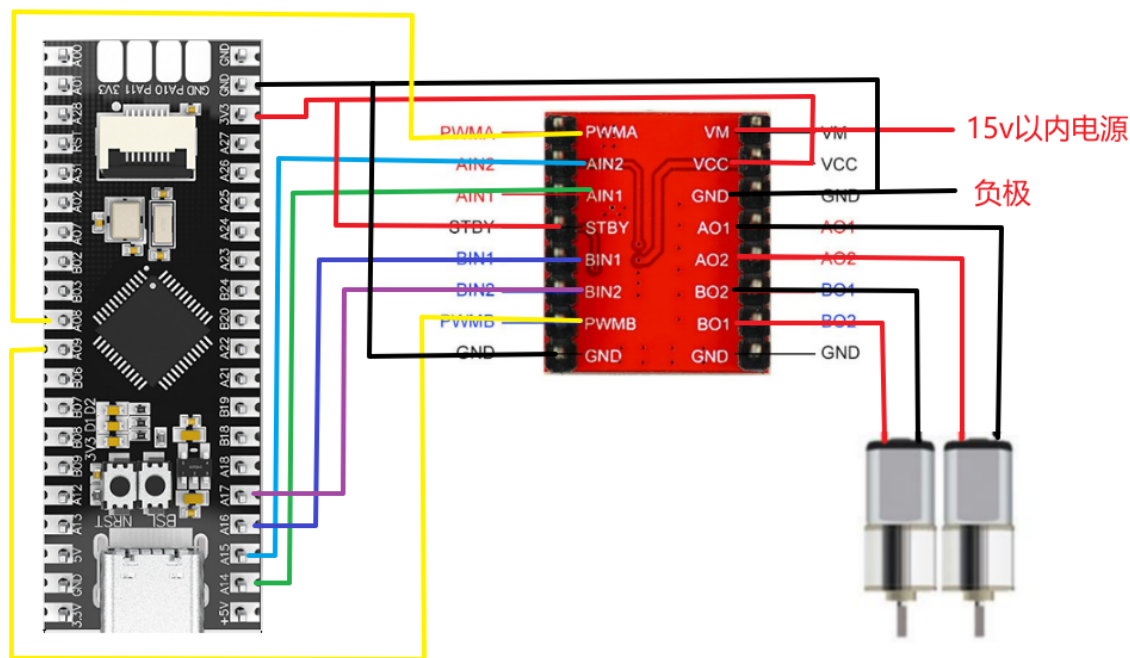 A00
A01
A28
RST
A31
A02
A07
B02
B03
A08
A09
B06
B07
B08
B09
A12
A13
5V
GND
3.3V
3V3 PA11 PA10 GND
3V3 D1 D2
NRST
BSL
GND
GND
3V3
A27
A26
A25
A24
A23
B24
B20
A22
A21
B19
B18
A18
A17
A16
A15
A14
+5V
PWMA
AIN2
AIN1
STBY
BIN1
BIN2
PWMB
GND
PWMA
AIN2
AIN1
STBY
BIN1
BIN2
PWMB
GND
VM
VCC
GND
AO1
AO2
BO2
BO1
GND
VM
VCC
GND
AO1
AO2
BO1
BO2
GND
15v以内电源
负极